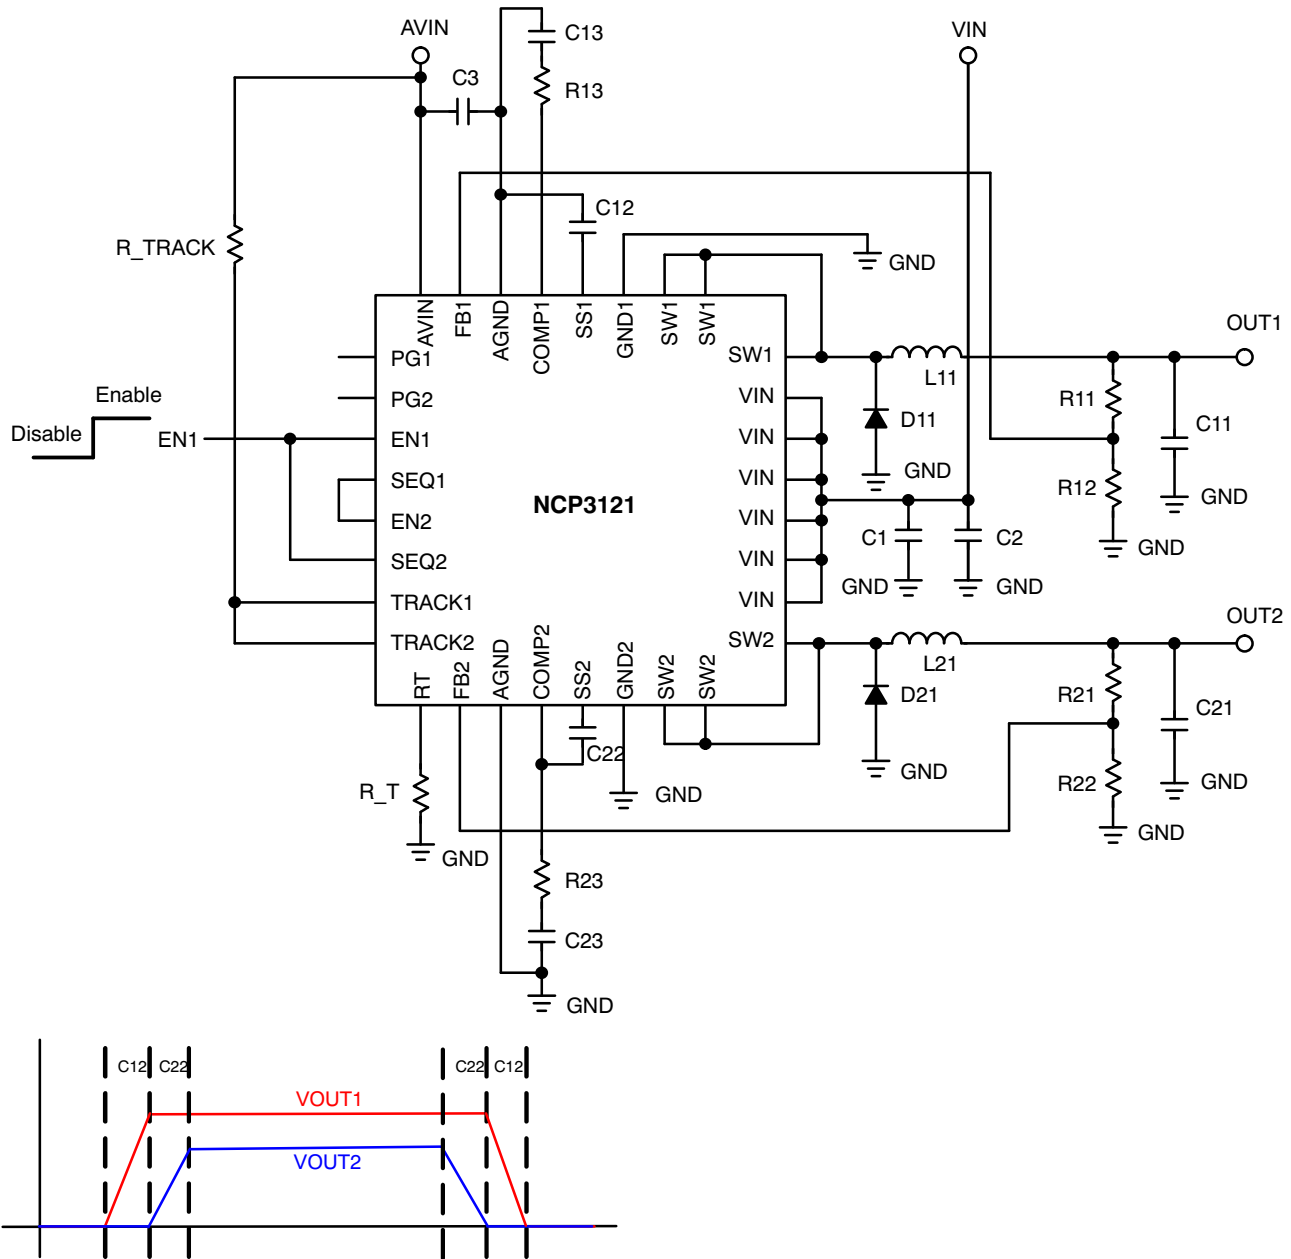 AVIN
VIN
C13
C3
R13
C12
R_TRACK
GND
AVIN
FB1
AGND
COMP1
SS1
GND1
SW1
SW1
OUT1
PG1
SW1
L11
Enable
PG2
VIN
R11
D11
C11
Disable
EN1
EN1
VIN
GND
SEQ1
VIN
R12
GND
NCP3121
EN2
VIN
C1
C2
GND
SEQ2
VIN
GND
GND
TRACK1
VIN
OUT2
TRACK2
SW2
L21
RT
FB2
AGND
COMP2
SS2
GND2
SW2
SW2
D21
R21
C21
C22
GND
R22
GND
R_T
GND
GND
GND
R23
C23
GND
C12
C22
C22
C12
VOUT1
VOUT2